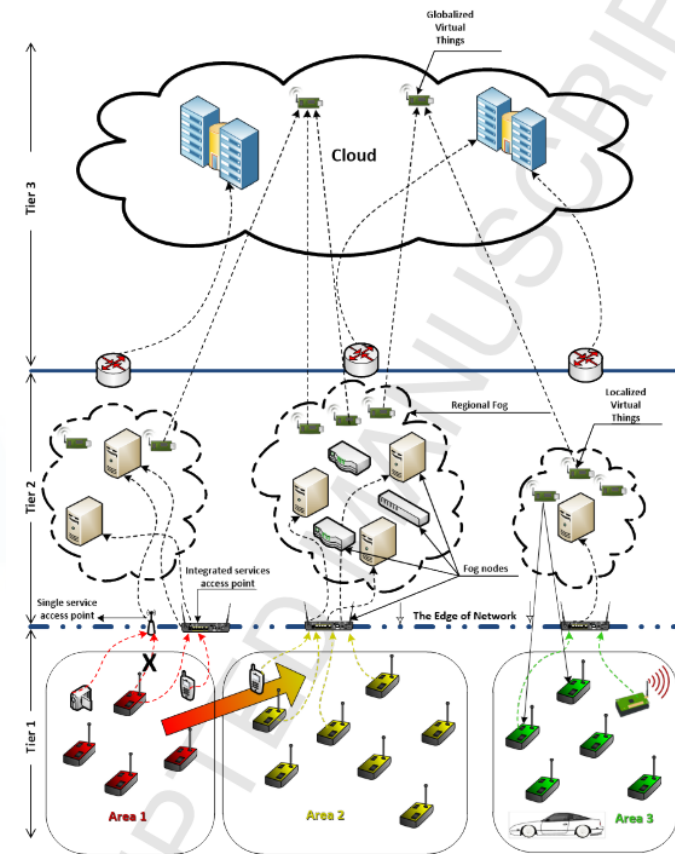 Globalized
Virtual
Things
Cloud
Tier 3
Regional Fog
Localized
Virtual
Things
Tier 2
Integrated services
access point
Fog nodes
Single service
access point
The Edge of Network
X
Tier 1
Area 1
Area 2
Area 3